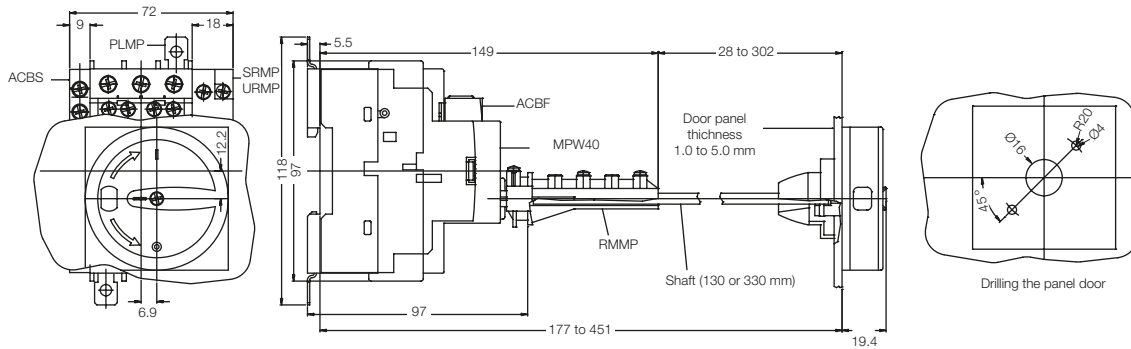 72
9
18
PLMP
ACBS
SRMP
URMP
12.2
6.9
5.5
149
28 to 302
ACBF
MPW40
Door panel
thichness
1.0 to 5.0 mm
118
97
RMMP
Shaft (130 or 330 mm)
97
177 to 451
19.4
R20
Ø4
Ø16
45°
Drilling the panel door